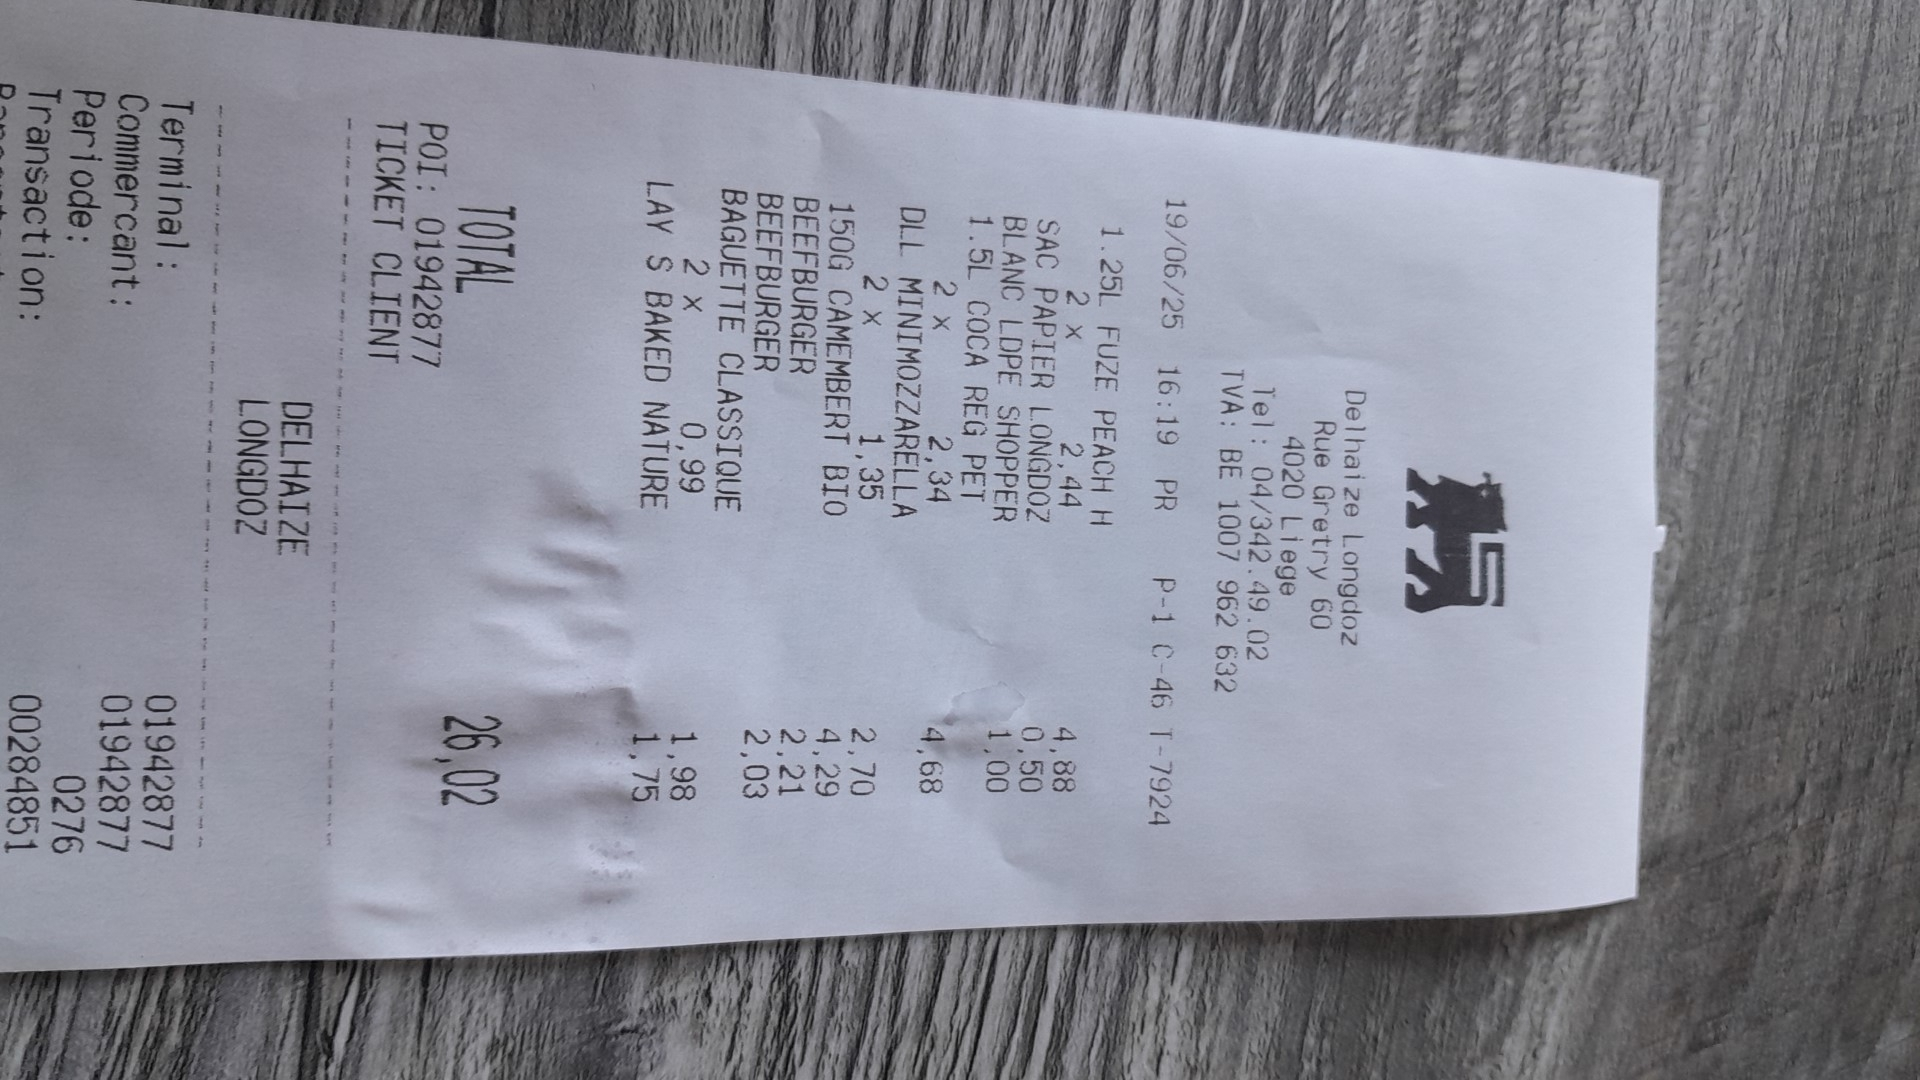 Delhaize Longdoz
Rue Gretry 60
4020 Liege
Tel: 04/342.49.02
TVA: BE 1007 962 632
19/06/25 16:19 PR P-1 C-46 T-7924
1.25L FUZE PEACH H
2 x 2,44 4,88
SAC PAPIER LONGDOZ 0,50
BLANC LDPE SHOPPER 1,00
1.5L COCA REG PET
2 x 2,34 4,68
DLL MINIMOZZARELLA
2 x 1,35 2,70
150G CAMEMBERT BIO 4,29
BEEFBURGER 2,21
BEEFBURGER 2,03
BAGUETTE CLASSIQUE
2 x 0,99 1,98
LAY S BAKED NATURE 1,75
TOTAL 26,02
POI: 01942877
TICKET CLIENT
DELHAIZE
LONGDOZ
Terminal: 01942877
Commercant: 01942877
Periode: 0276
Transaction: 00284851